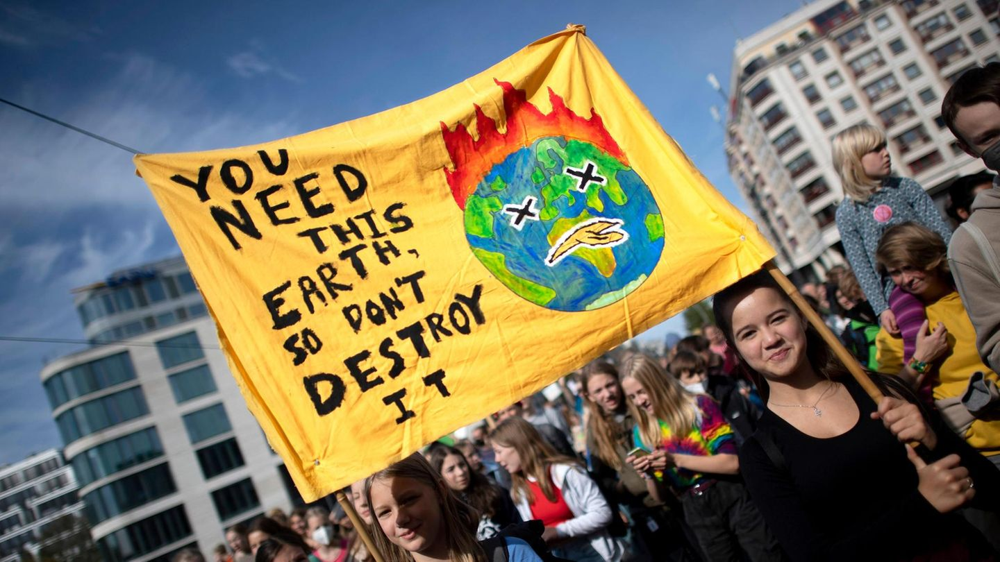 YOU
NEED
THIS
EARTH,
SO DON'T
DESTROY
IT